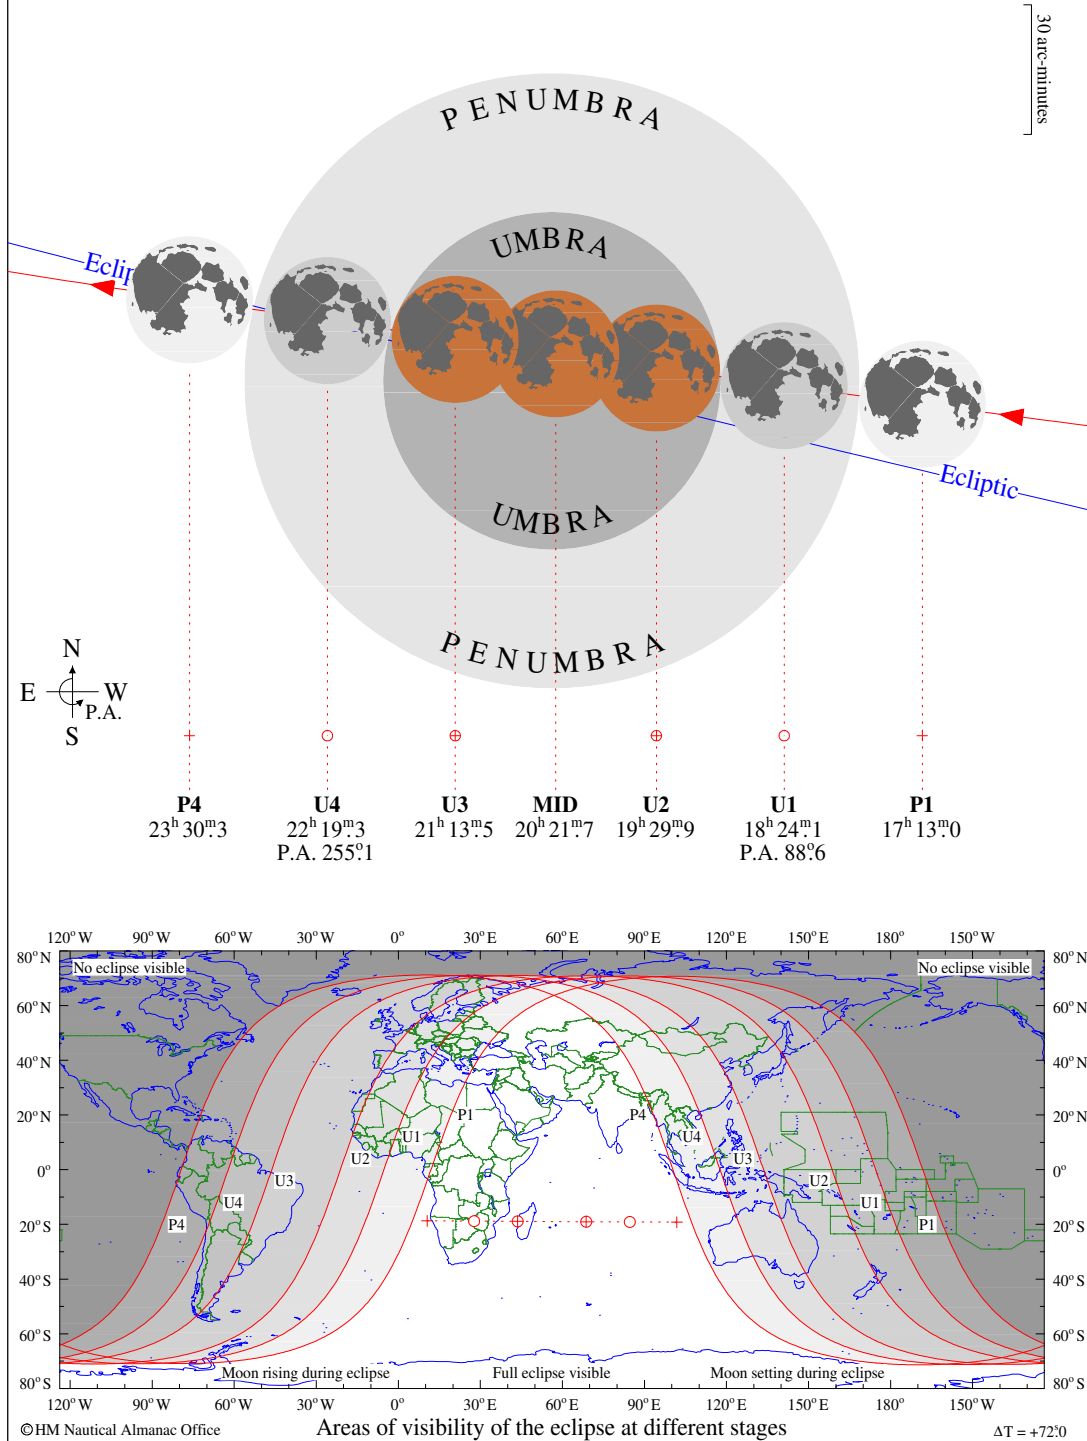 30 arc-minutes
PENUMBRA
UMBRA
Eclip
Ecliptic
UMBRA
PENUMBRA
N
E W
P.A.
S
P4 U4 U3 MID U2 U1 P1
23h 30m.3 22h 19m.3 21h 13m.5 20h 21m.7 19h 29m.9 18h 24m.1 17h 13m.0
P.A. 255°.1 P.A. 88°.6
120°W 90°W 60°W 30°W 0° 30°E 60°E 90°E 120°E 150°E 180° 150°W
80°N 80°N
No eclipse visible No eclipse visible
60°N 60°N
40°N 40°N
20°N P1 P4 20°N
U1 U4
U2 U3
0° U3 U2 0°
U4 U1
20°S P4 P1 20°S
40°S 40°S
60°S 60°S
Moon rising during eclipse Full eclipse visible Moon setting during eclipse
80°S 80°S
120°W 90°W 60°W 30°W 0° 30°E 60°E 90°E 120°E 150°E 180° 150°W
©HM Nautical Almanac Office Areas of visibility of the eclipse at different stages ΔT = +72s.0